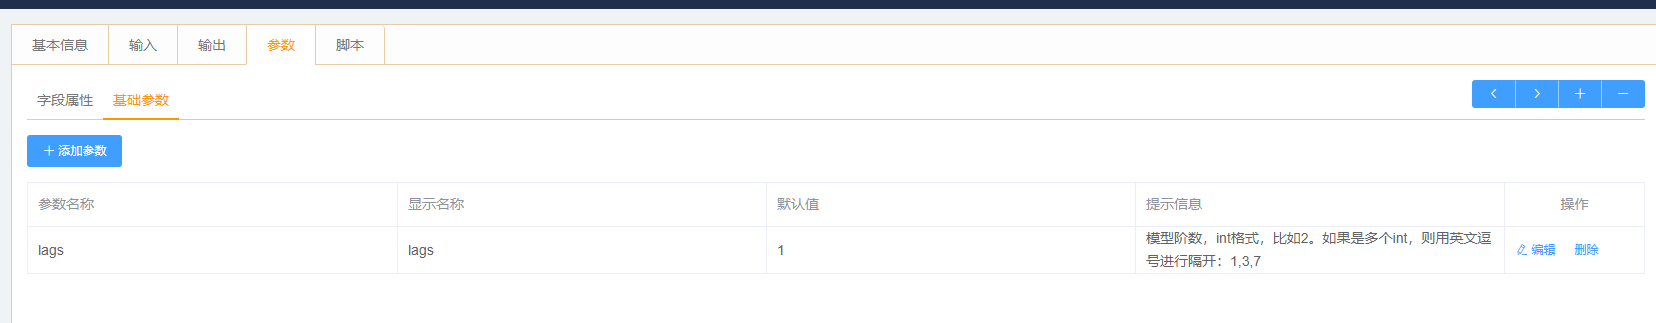 基本信息 输入 输出 参数 脚本
字段属性 基础参数
添加参数
参数名称 显示名称 默认值 提示信息 操作
lags lags 1 模型阶数，int格式，比如2。如果是多个int，则用英文逗 编辑 删除
号进行隔开：1,3,7